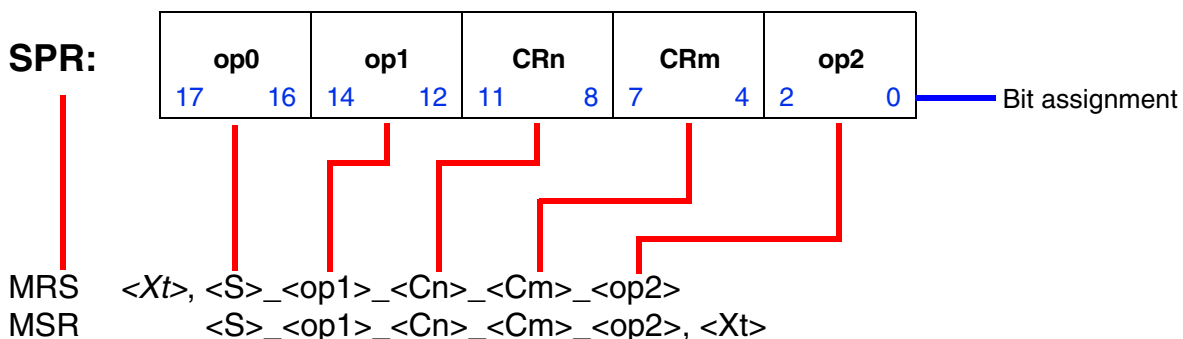 SPR:
op0 op1 CRn CRm op2
17 16 14 12 11 8 7 4 2 0
Bit assignment
MRS <Xt>, <S>_<op1>_<Cn>_<Cm>_<op2>
MSR <S>_<op1>_<Cn>_<Cm>_<op2>, <Xt>